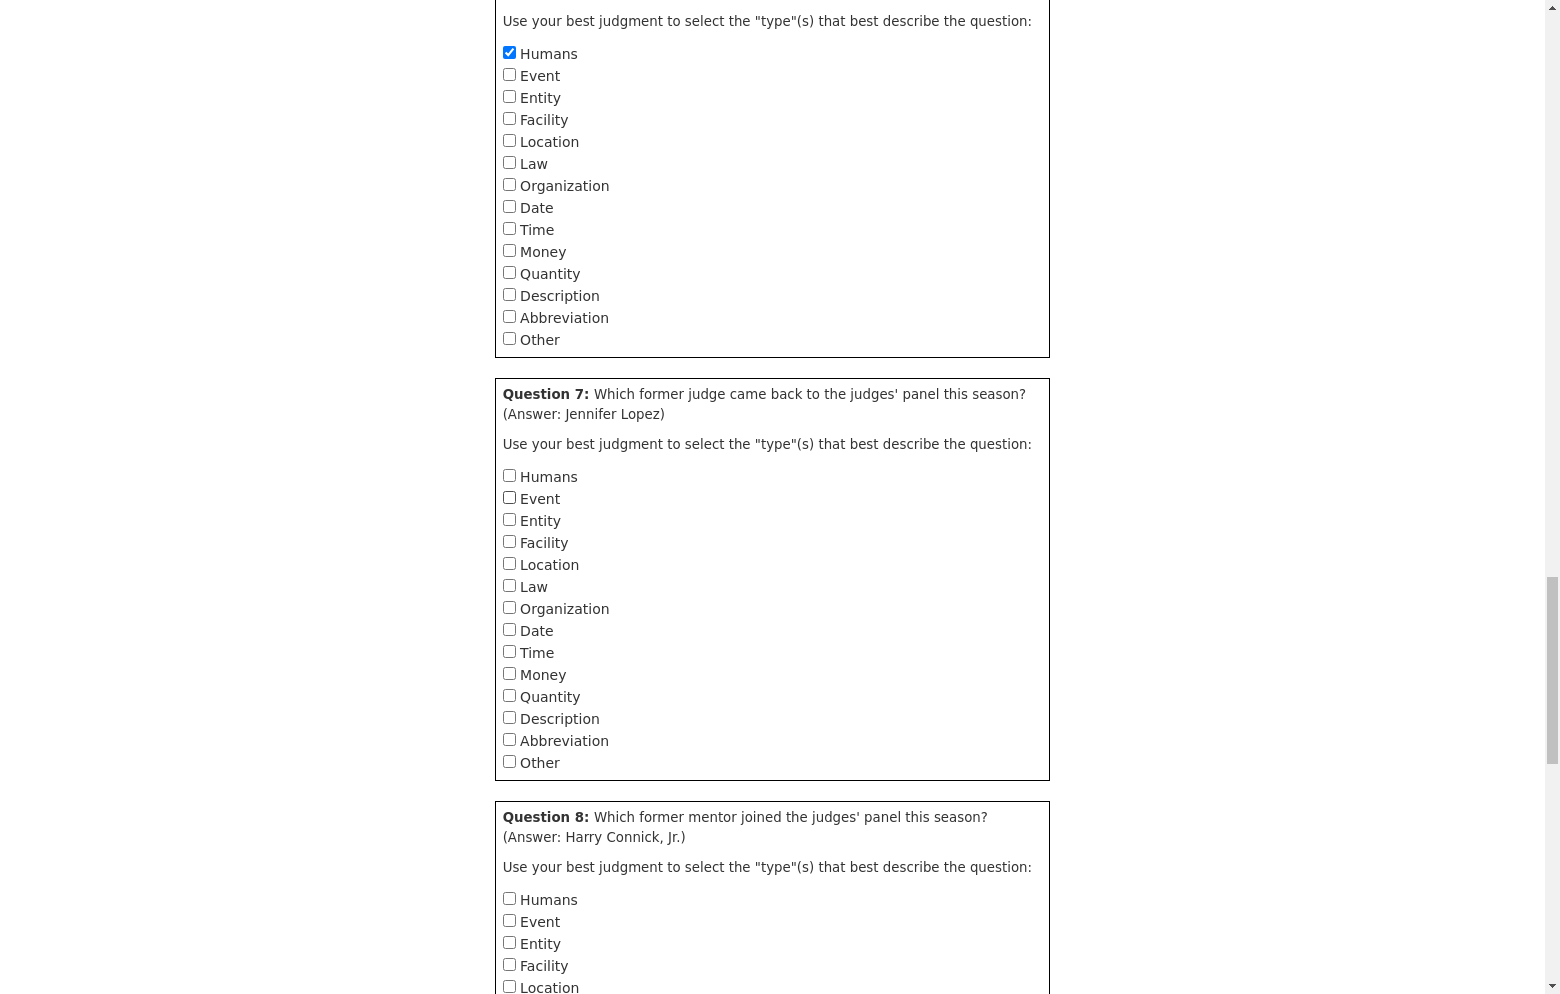 Use your best judgment to select the "type"(s) that best describe the question:
Humans
Event
Entity
Facility
Location
Law
Organization
Date
Time
Money
Quantity
Description
Abbreviation
Other
Question 7: Which former judge came back to the judges' panel this season?
(Answer: Jennifer Lopez)
Use your best judgment to select the "type"(s) that best describe the question:
Humans
Event
Entity
Facility
Location
Law
Organization
Date
Time
Money
Quantity
Description
Abbreviation
Other
Question 8: Which former mentor joined the judges' panel this season?
(Answer: Harry Connick, Jr.)
Use your best judgment to select the "type"(s) that best describe the question:
Humans
Event
Entity
Facility
Location